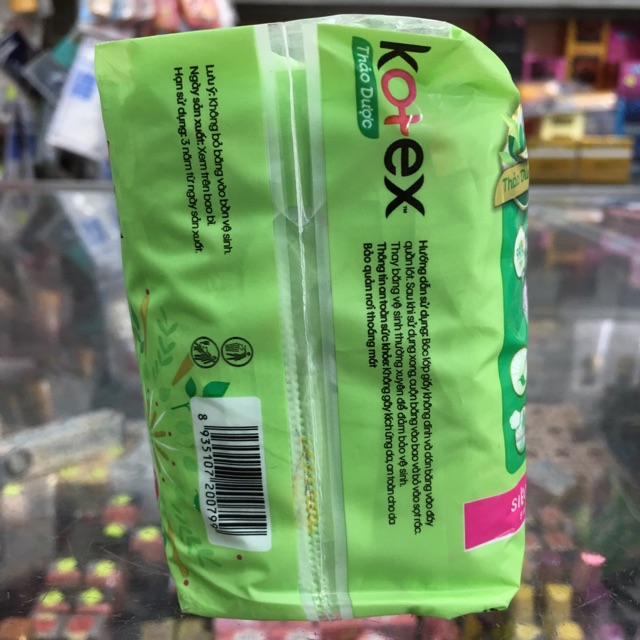 kotex™
Thảo Dược
Hướng dẫn sử dụng: Bóc lớp giấy không dính và dán băng vào đáy
quần lót. Sau khi sử dụng xong, cuộn băng vào bao và bỏ vào sọt rác.
Thay băng vệ sinh thường xuyên để đảm bảo vệ sinh.
Thông tin an toàn sức khỏe: Không gây kích ứng da, an toàn cho da
Bảo quản nơi thoáng mát
Lưu ý: Không bỏ băng vào bồn vệ sinh.
Ngày sản xuất: Xem trên bao bì.
Hạn sử dụng: 3 năm từ ngày sản xuất.
8 935107 200799
Thảo